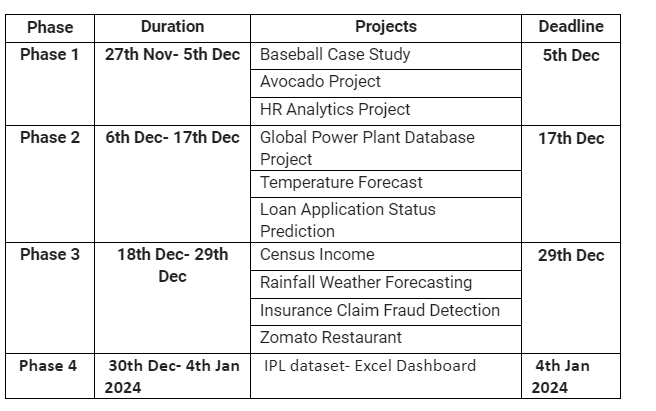 Phase Duration Projects Deadline
Phase 1 27th Nov- 5th Dec Baseball Case Study 5th Dec
Avocado Project
HR Analytics Project
Phase 2 6th Dec- 17th Dec Global Power Plant Database 17th Dec
Project
Temperature Forecast
Loan Application Status
Prediction
Phase 3 18th Dec- 29th Census Income 29th Dec
Dec
Rainfall Weather Forecasting
Insurance Claim Fraud Detection
Zomato Restaurant
Phase 4 30th Dec- 4th Jan IPL dataset- Excel Dashboard 4th Jan
2024 2024